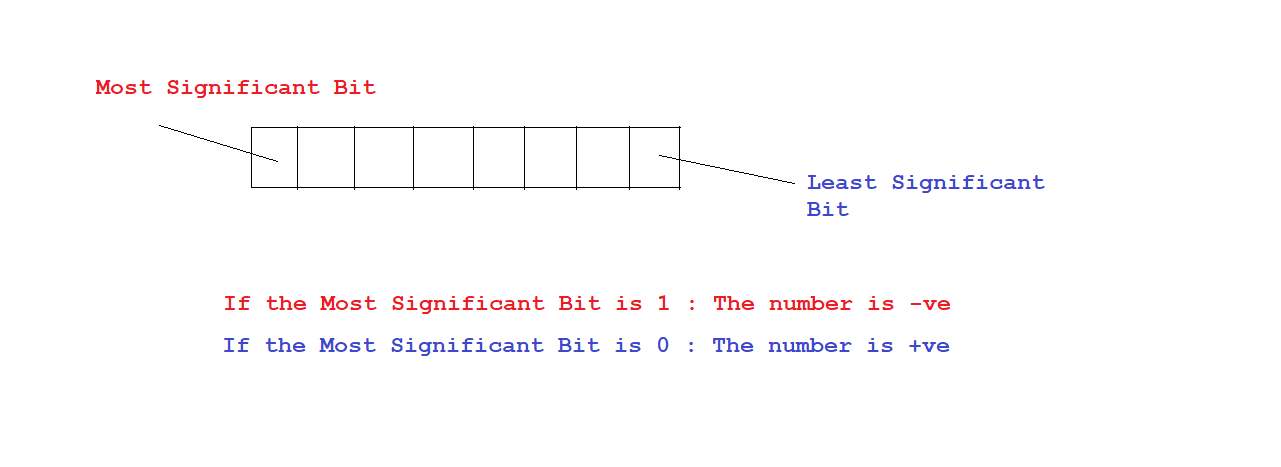 Most Significant Bit
Least Significant
Bit
If the Most Significant Bit is 1 : The number is -ve
If the Most Significant Bit is 0 : The number is +ve